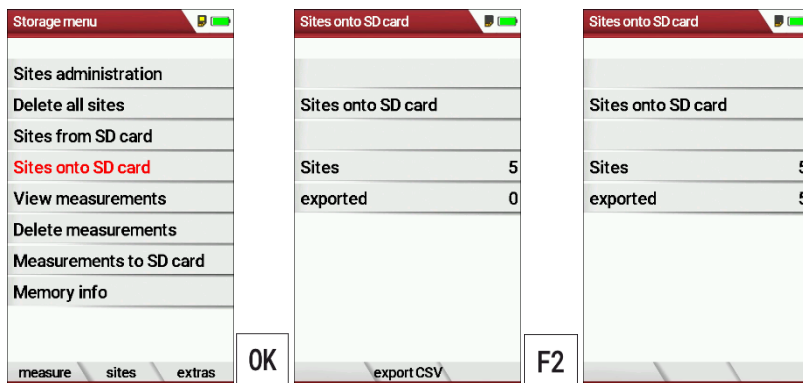 Storage menu
Sites administration
Delete all sites
Sites from SD card
Sites onto SD card
View measurements
Delete measurements
Measurements to SD card
Memory info
measure sites extras
OK
Sites onto SD card
Sites onto SD card
Sites 5
exported 0
export CSV
F2
Sites onto SD card
Sites onto SD card
Sites 5
exported 5